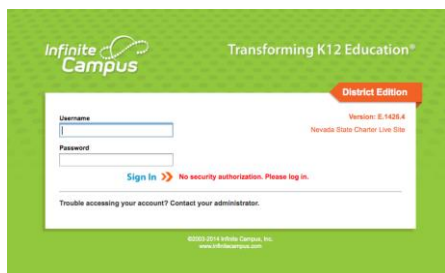 Infinite
Campus
Transforming K12 Education®
District Edition
Version: E.1426.4
Nevada State Charter Live Site
Username
Password
Sign In
No security authorization. Please log in.
Trouble accessing your account? Contact your administrator.
©2003-2014 Infinite Campus, Inc.
www.infinitecampus.com